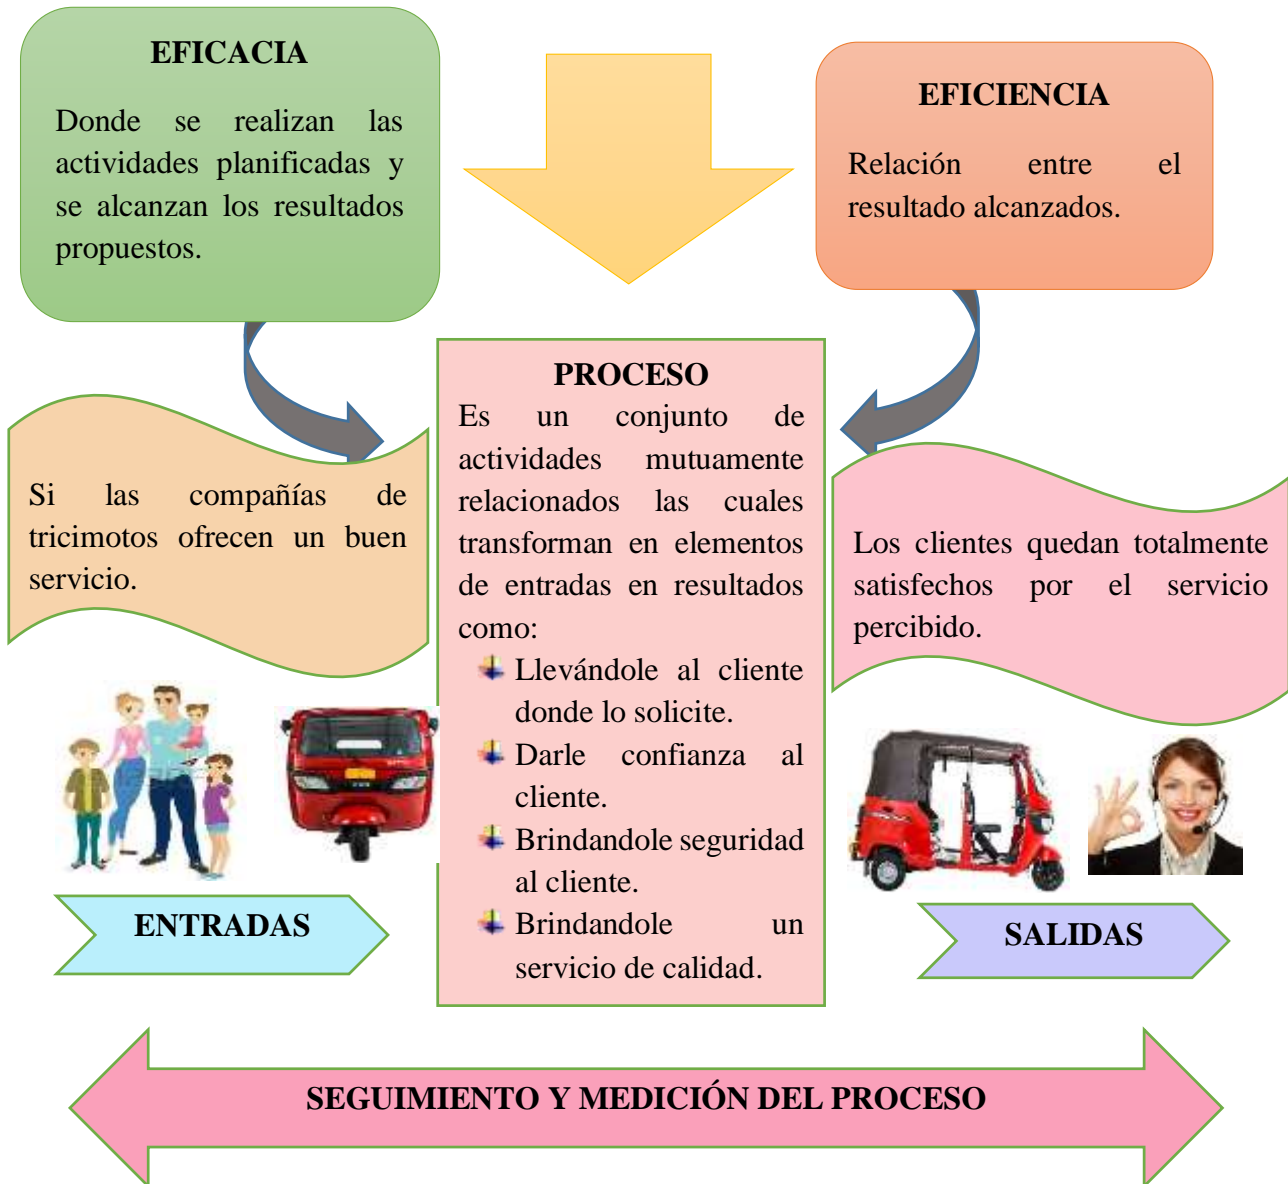 EFICACIA
Donde se realizan las
actividades planificadas y
se alcanzan los resultados
propuestos.
EFICIENCIA
Relación entre el
resultado alcanzados.
Si las compañías de
tricimotos ofrecen un buen
servicio.
PROCESO
Es un conjunto de
actividades mutuamente
relacionados las cuales
transforman en elementos
de entradas en resultados
como:
Llevándole al cliente
donde lo solicite.
Darle confianza al
cliente.
Brindandole seguridad
al cliente.
Brindandole un
servicio de calidad.
Los clientes quedan totalmente
satisfechos por el servicio
percibido.
ENTRADAS
SALIDAS
SEGUIMIENTO Y MEDICIÓN DEL PROCESO